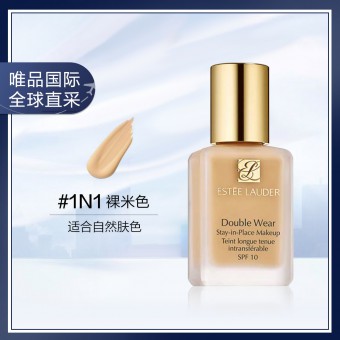 唯品国际
全球直采
#1N1 裸米色
适合自然肤色
ESTĒE LAUDER
Double Wear
Stay-in-Place Makeup
Teint longue tenue
intransférable
SPF 10